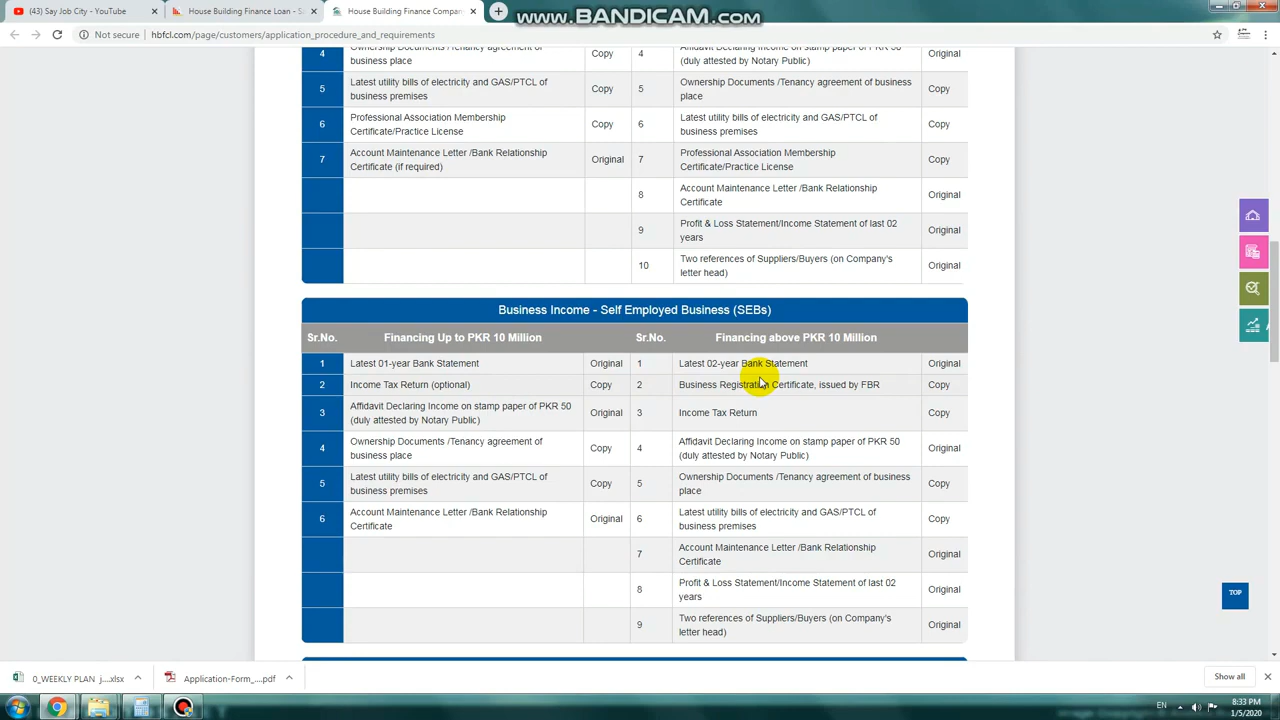 (43) Say Job City - YouTube
House Building Finance Loan - S
House Building Finance Compan
www.BANDICAM.com
Not secure | hbfcl.com/page/customers/application_procedure_and_requirements
4 Ownership Documents /Tenancy agreement of Copy 4 Affidavit Declaring Income on stamp paper of PKR 50 Original
business place (duly attested by Notary Public)
5 Latest utility bills of electricity and GAS/PTCL of Copy 5 Ownership Documents /Tenancy agreement of business Copy
business premises place
6 Professional Association Membership Copy 6 Latest utility bills of electricity and GAS/PTCL of Copy
Certificate/Practice License business premises
7 Account Maintenance Letter /Bank Relationship Original 7 Professional Association Membership Copy
Certificate (if required) Certificate/Practice License
8 Account Maintenance Letter /Bank Relationship Original
Certificate
9 Profit & Loss Statement/Income Statement of last 02 Original
years
10 Two references of Suppliers/Buyers (on Company's Original
letter head)
Business Income - Self Employed Business (SEBs)
Sr.No. Financing Up to PKR 10 Million Sr.No. Financing above PKR 10 Million
1 Latest 01-year Bank Statement Original 1 Latest 02-year Bank Statement Original
2 Income Tax Return (optional) Copy 2 Business Registration Certificate, issued by FBR Copy
3 Affidavit Declaring Income on stamp paper of PKR 50 Original 3 Income Tax Return Copy
(duly attested by Notary Public)
4 Ownership Documents /Tenancy agreement of Copy 4 Affidavit Declaring Income on stamp paper of PKR 50 Original
business place (duly attested by Notary Public)
5 Latest utility bills of electricity and GAS/PTCL of Copy 5 Ownership Documents /Tenancy agreement of business Copy
business premises place
6 Account Maintenance Letter /Bank Relationship Original 6 Latest utility bills of electricity and GAS/PTCL of Copy
Certificate business premises
7 Account Maintenance Letter /Bank Relationship Original
Certificate
8 Profit & Loss Statement/Income Statement of last 02 Original
years
9 Two references of Suppliers/Buyers (on Company's Original
letter head)
TOP
0_WEEKLY PLAN j....xlsx
Application-Form_....pdf
Show all
EN
8:33 PM
1/5/2020